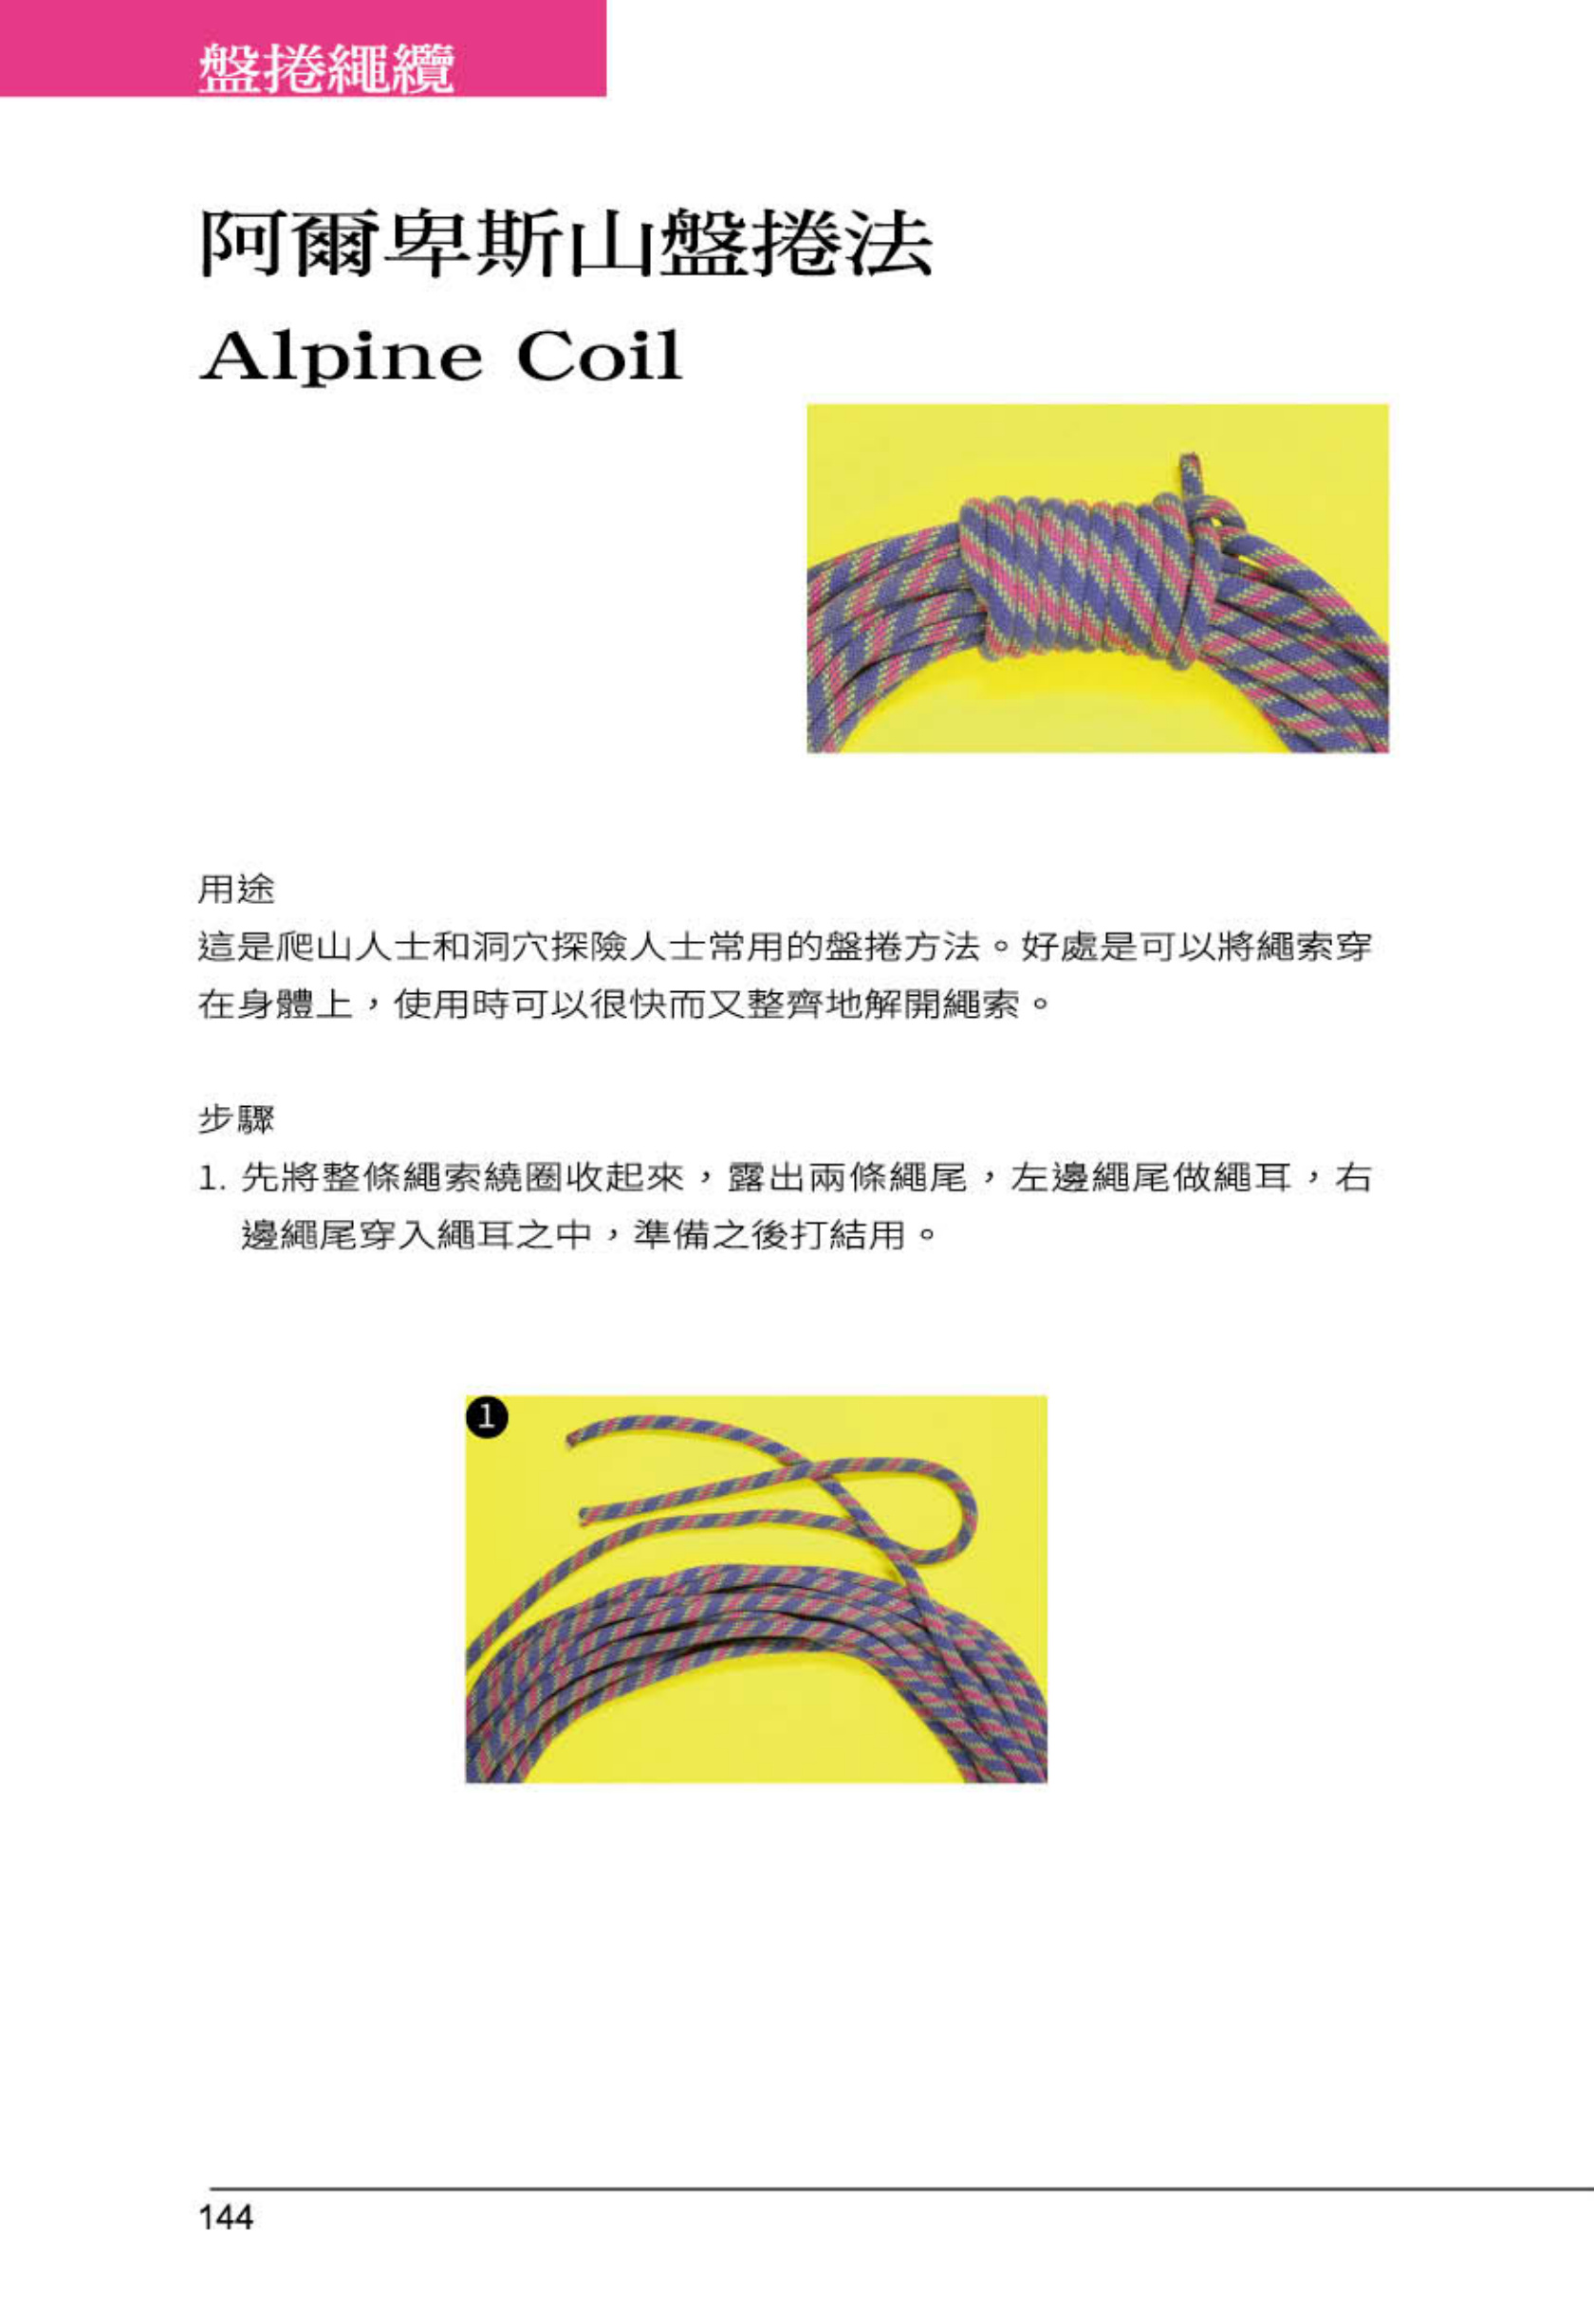 盤捲繩纜
阿爾卑斯山盤捲法
Alpine Coil
用途
這是爬山人士和洞穴探險人士常用的盤捲方法。好處是可以將繩索穿
在身體上，使用時可以很快而又整齊地解開繩索。
步驟
1. 先將整條繩索繞圈收起來，露出兩條繩尾，左邊繩尾做繩耳，右
邊繩尾穿入繩耳之中，準備之後打結用。
1
144